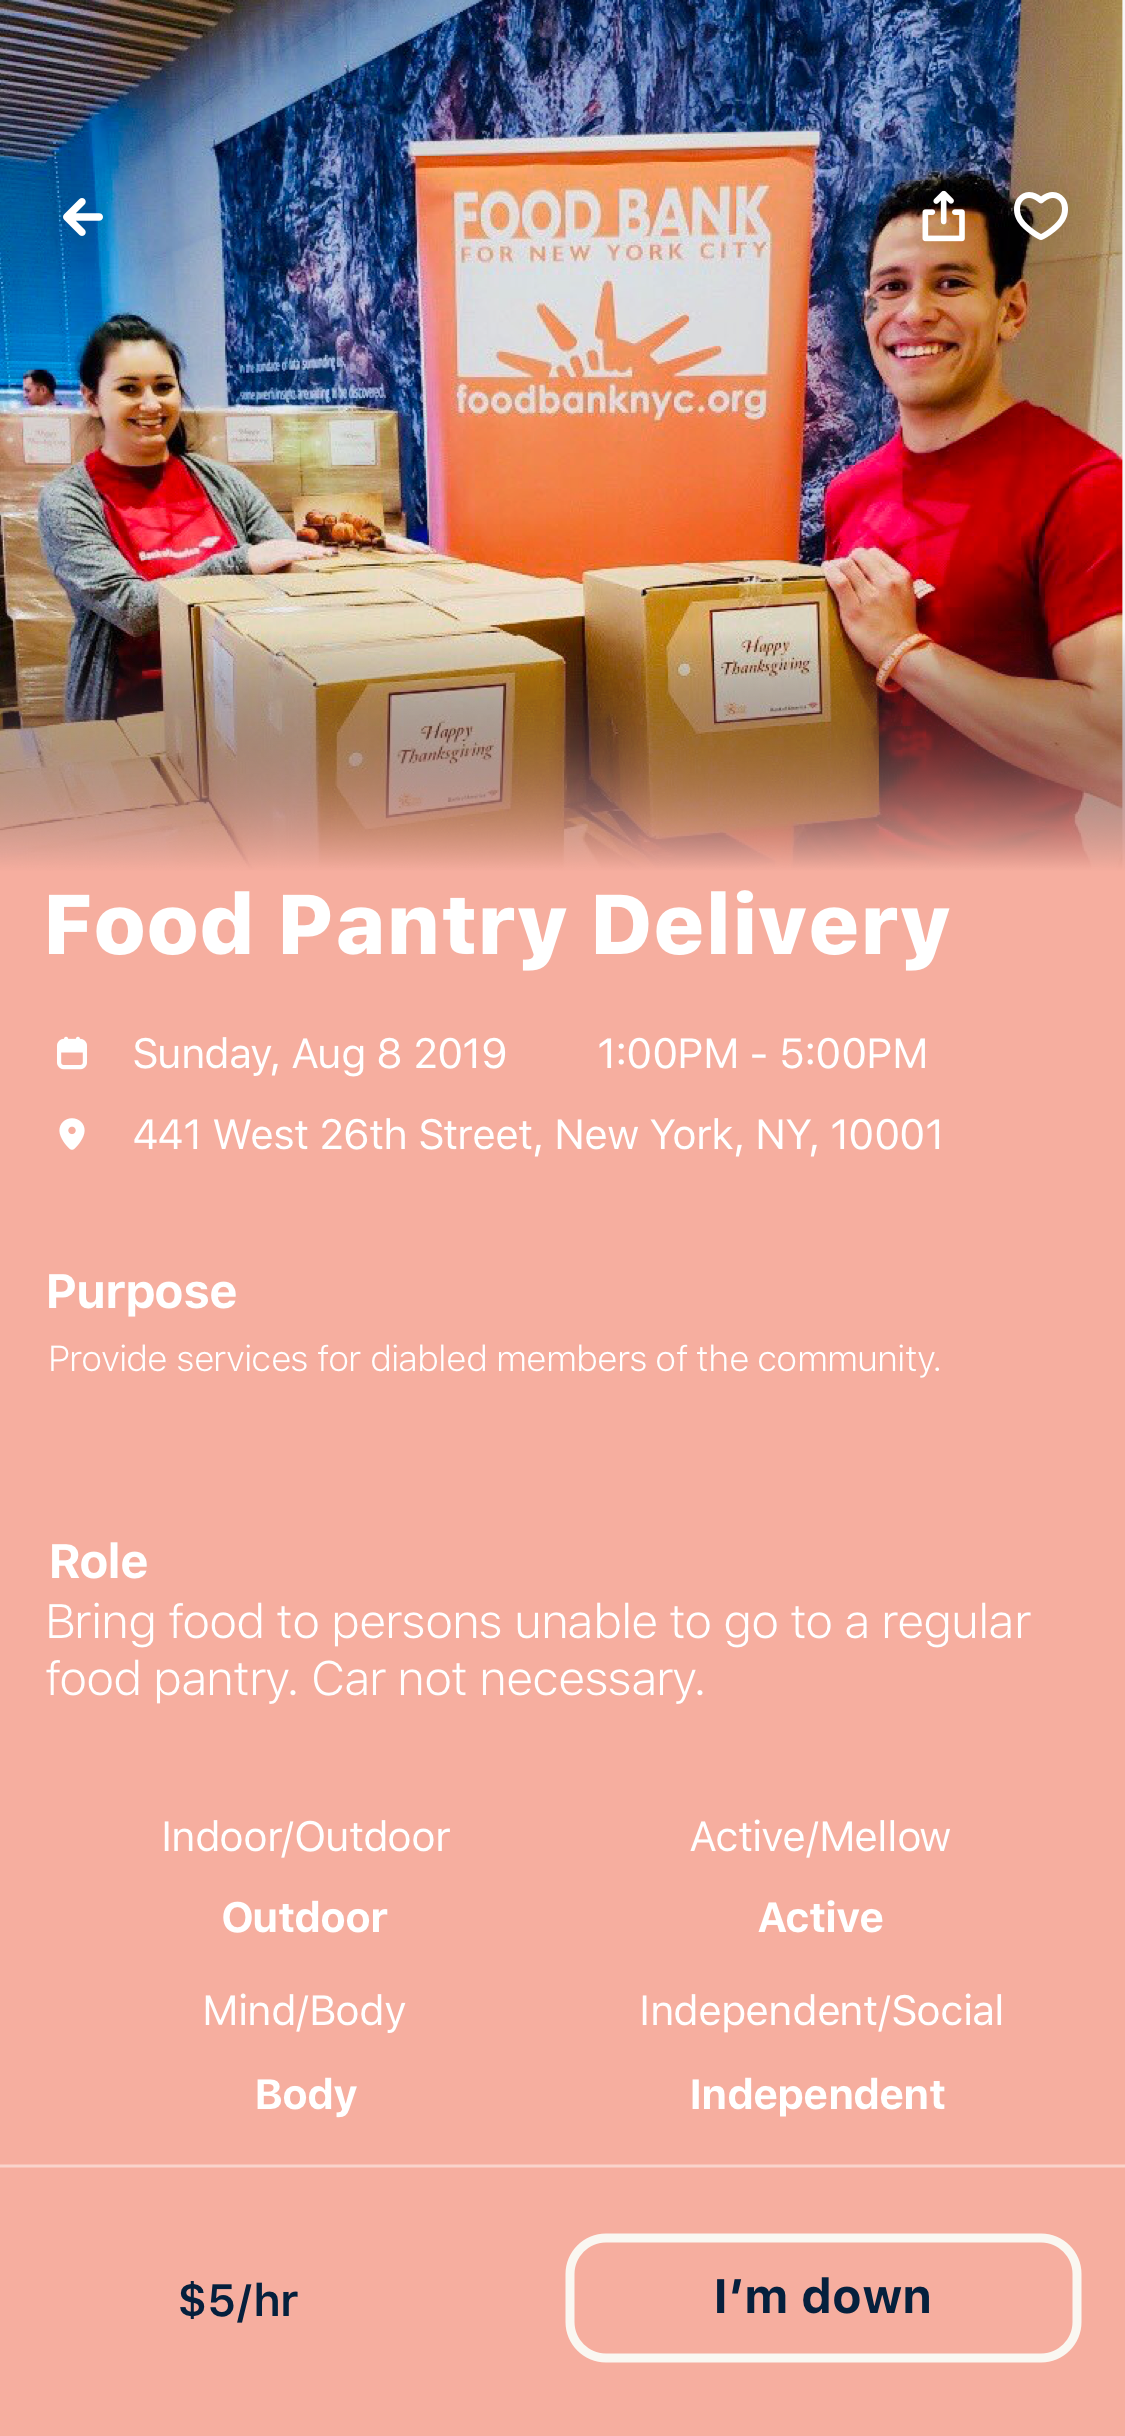 FOOD BANK
FOR NEW YORK CITY
foodbanknyc.org
Happy
Thanksgiving
Happy
Thanksgiving
Food Pantry Delivery
Sunday, Aug 8 2019 1:00PM - 5:00PM
441 West 26th Street, New York, NY, 10001
Purpose
Provide services for diabled members of the community.
Role
Bring food to persons unable to go to a regular
food pantry. Car not necessary.
Indoor/Outdoor Active/Mellow
Outdoor Active
Mind/Body Independent/Social
Body Independent
$5/hr I’m down